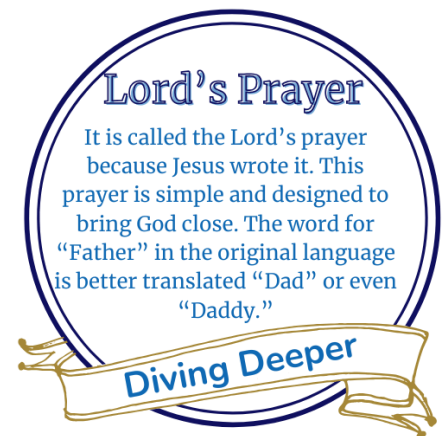 Lord’s Prayer
It is called the Lord’s prayer
because Jesus wrote it. This
prayer is simple and designed to
bring God close. The word for
“Father” in the original language
is better translated “Dad” or even
“Daddy.”
Diving Deeper